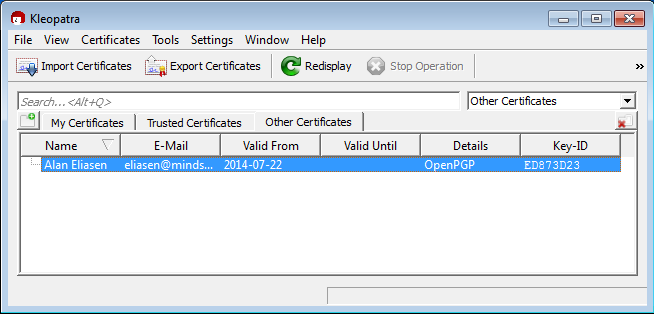 Kleopatra
File View Certificates Tools Settings Window Help
Import Certificates Export Certificates Redisplay Stop Operation »
Search...<Alt+Q> Other Certificates
My Certificates Trusted Certificates Other Certificates
Name E-Mail Valid From Valid Until Details Key-ID
Alan Eliasen eliasen@minds... 2014-07-22 OpenPGP ED873D23